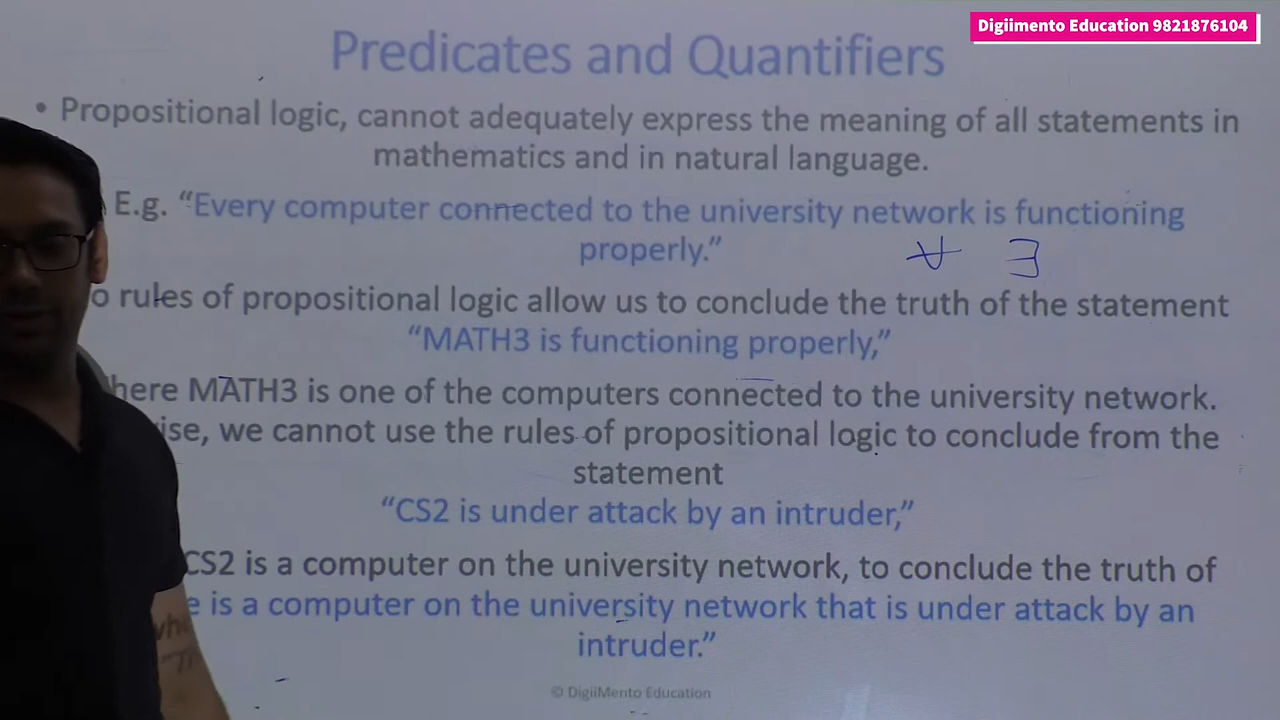 Digiimento Education 9821876104
Predicates and Quantifiers
• Propositional logic, cannot adequately express the meaning of all statements in
mathematics and in natural language.
E.g. “Every computer connected to the university network is functioning
properly.”
∀ ∃
o rules of propositional logic allow us to conclude the truth of the statement
“MATH3 is functioning properly,”
here MATH3 is one of the computers connected to the university network.
ise, we cannot use the rules of propositional logic to conclude from the
statement
“CS2 is under attack by an intruder,”
CS2 is a computer on the university network, to conclude the truth of
e is a computer on the university network that is under attack by an
intruder.”
© DigiiMento Education